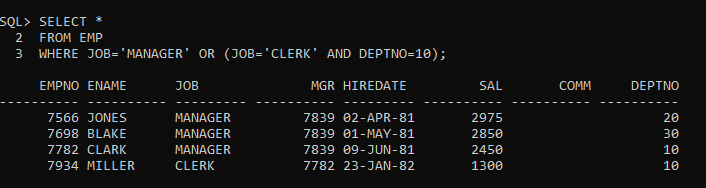 SQL> SELECT *
  2  FROM EMP
  3  WHERE JOB='MANAGER' OR (JOB='CLERK' AND DEPTNO=10);
     EMPNO ENAME      JOB              MGR HIREDATE         SAL       COMM     DEPTNO
---------- ---------- --------- ---------- --------- ---------- ---------- ----------
      7566 JONES      MANAGER         7839 02-APR-81       2975                    20
      7698 BLAKE      MANAGER         7839 01-MAY-81       2850                    30
      7782 CLARK      MANAGER         7839 09-JUN-81       2450                    10
      7934 MILLER     CLERK           7782 23-JAN-82       1300                    10